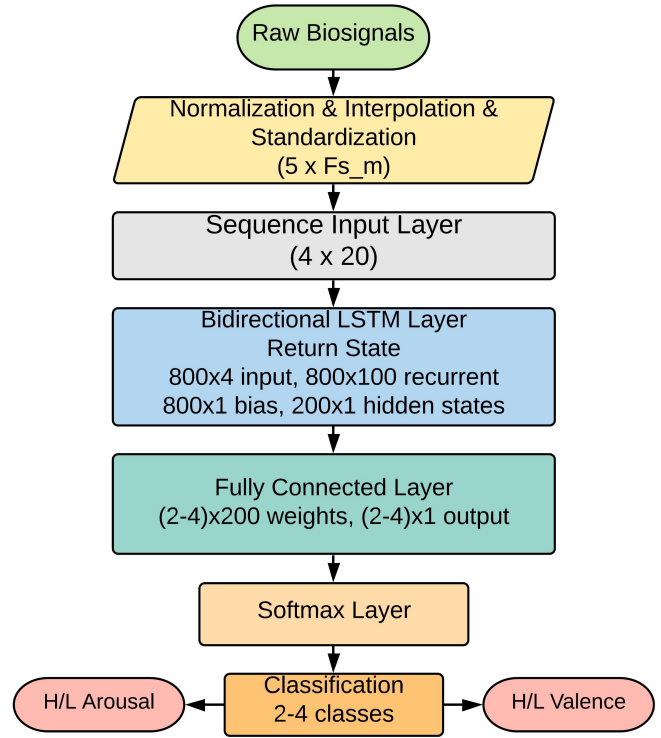 Raw Biosignals
Normalization & Interpolation &
Standardization
(5 x Fs_m)
Sequence Input Layer
(4 x 20)
Bidirectional LSTM Layer
Return State
800x4 input, 800x100 recurrent
800x1 bias, 200x1 hidden states
Fully Connected Layer
(2-4)x200 weights, (2-4)x1 output
Softmax Layer
Classification
2-4 classes
H/L Arousal
H/L Valence